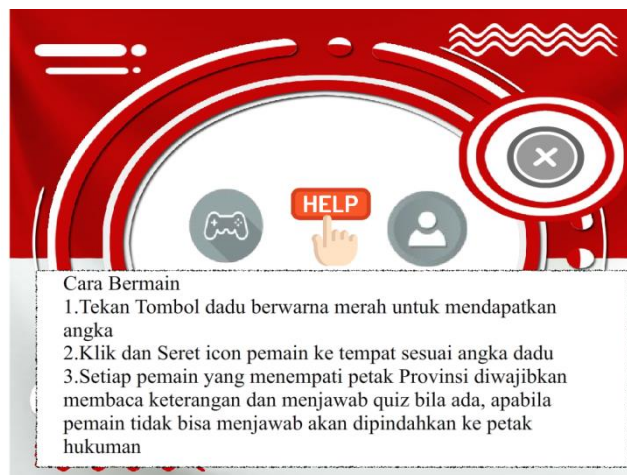 HELP
Cara Bermain
1.Tekan Tombol dadu berwarna merah untuk mendapatkan
angka
2.Klik dan Seret icon pemain ke tempat sesuai angka dadu
3.Setiap pemain yang menempati petak Provinsi diwajibkan
membaca keterangan dan menjawab quiz bila ada, apabila
pemain tidak bisa menjawab akan dipindahkan ke petak
hukuman